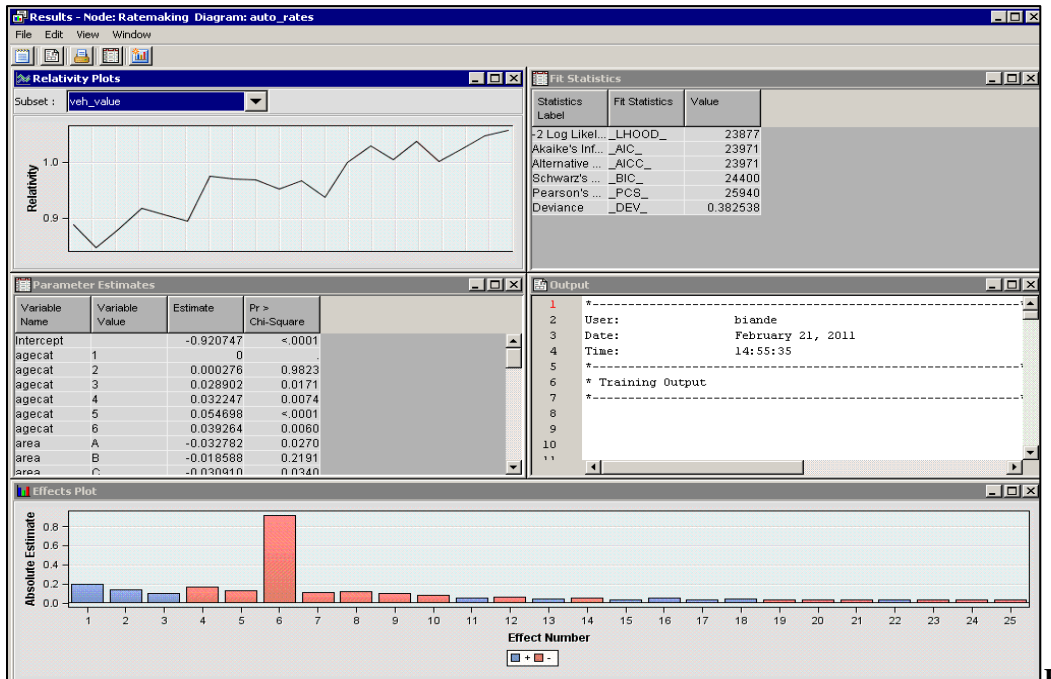 Results - Node: Ratemaking Diagram: auto_rates
File Edit View Window
Relativity Plots
Subset : veh_value
Relativity
1.0
0.9
Fit Statistics
Statistics Label Fit Statistics Value
-2 Log Likel... _LHOOD_ 23877
Akaike's Inf... _AIC_ 23971
Alternative ... _AICC_ 23971
Schwarz's ... _BIC_ 24400
Pearson's ... _PCS_ 25940
Deviance _DEV_ 0.382538
Parameter Estimates
Variable Name Variable Value Estimate Pr > Chi-Square
Intercept -0.920747 <.0001
agecat 1 0 .
agecat 2 0.000276 0.9823
agecat 3 0.028902 0.0171
agecat 4 0.032247 0.0074
agecat 5 0.054698 <.0001
agecat 6 0.039264 0.0060
area A -0.032782 0.0270
area B -0.018588 0.2191
area C -0.030910 0.0340
Output
1 *------------------------------------------------------------*
2 User: biande
3 Date: February 21, 2011
4 Time: 14:55:35
5 *------------------------------------------------------------*
6 * Training Output
7 *------------------------------------------------------------*
8
9
10
11
Effects Plot
Absolute Estimate
0.8
0.6
0.4
0.2
0.0
1 2 3 4 5 6 7 8 9 10 11 12 13 14 15 16 17 18 19 20 21 22 23 24 25
Effect Number
+ -